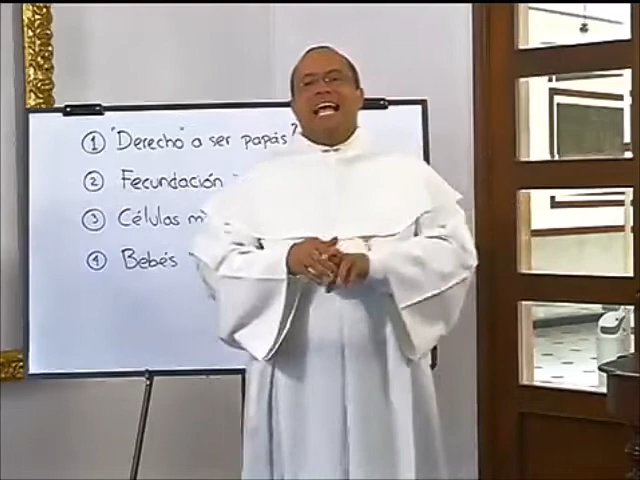 ① "Derecho" a ser papás?
② Fecundación
③ Células
④ Bebés